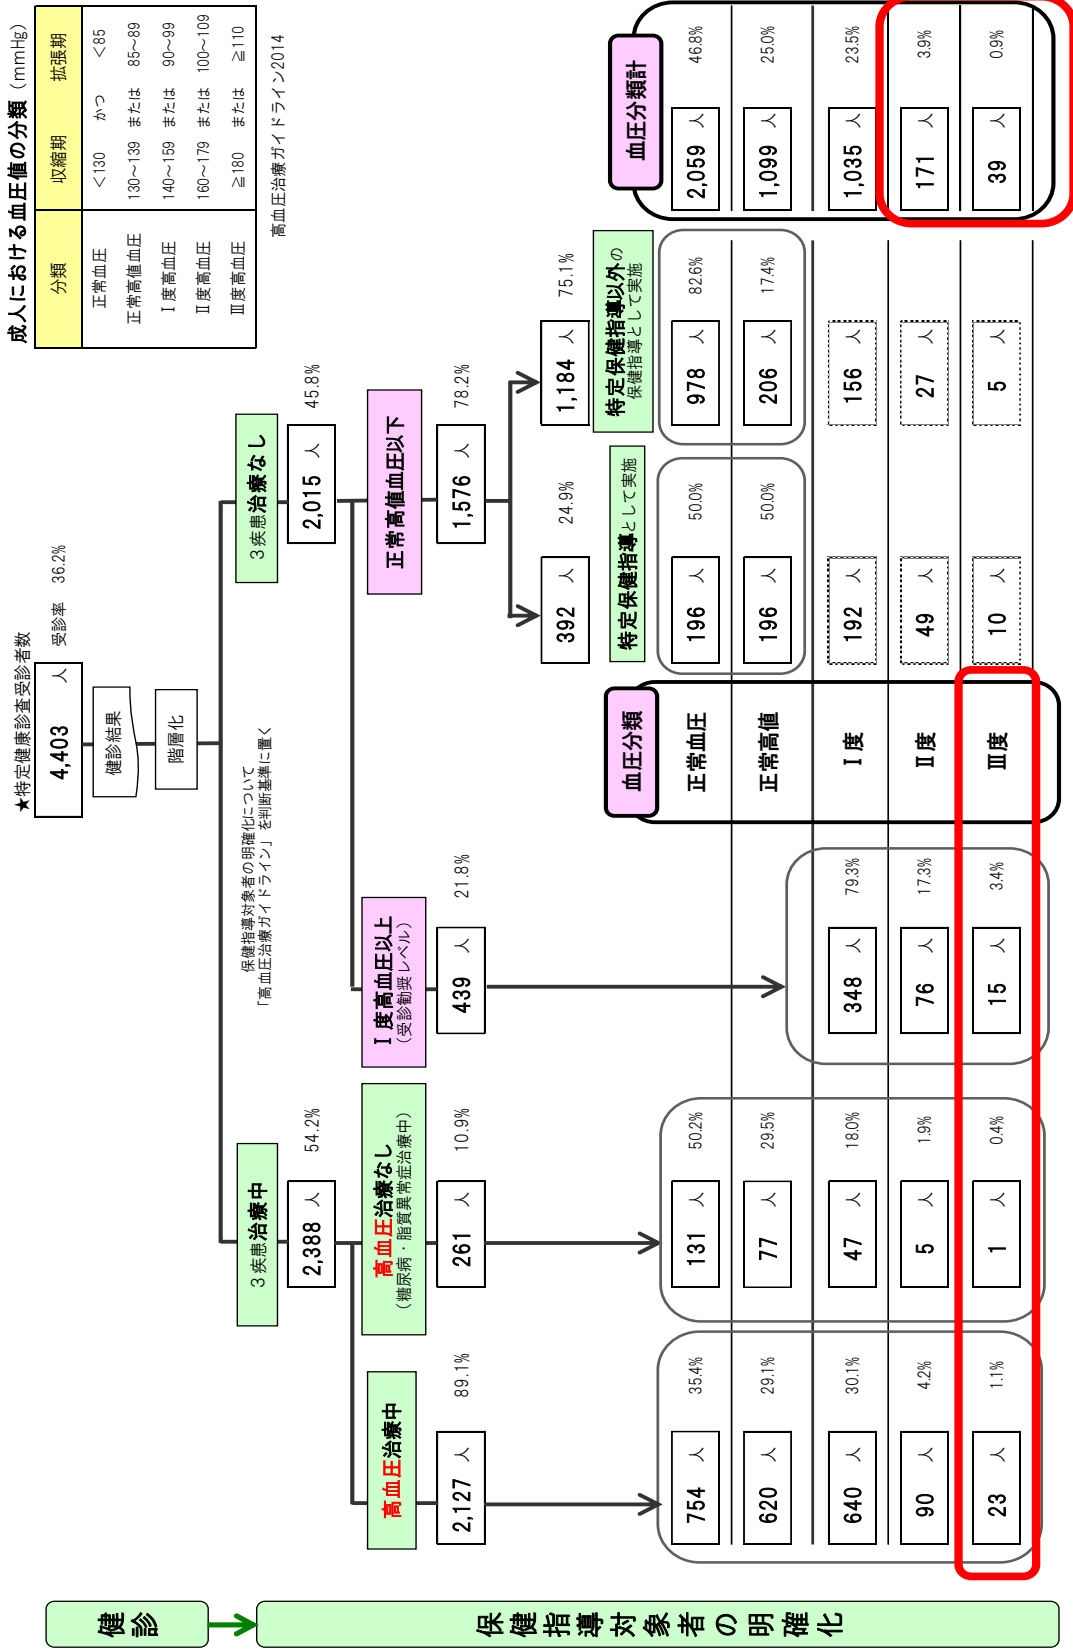 健診
保健指導対象者の明確化
★特定健康診査受診者数
4,403 人 受診率 36.2%
健診結果
階層化
保健指導対象者の明確化について
「高血圧治療ガイドライン」を判断基準に置く
成人における血圧値の分類（mmHg）
分類 収縮期 拡張期
正常血圧 ＜130 かつ ＜85
正常高値血圧 130～139 または 85～89
Ⅰ度高血圧 140～159 または 90～99
Ⅱ度高血圧 160～179 または 100～109
Ⅲ度高血圧 ≧180 または ≧110
高血圧治療ガイドライン2014
3疾患治療中
2,388 人 54.2%
3疾患治療なし
2,015 人 45.8%
高血圧治療中
2,127 人 89.1%
高血圧治療なし
（糖尿病・脂質異常症治療中）
261 人 10.9%
Ⅰ度高血圧以上
（受診勧奨レベル）
439 人 21.8%
正常高値血圧以下
1,576 人 78.2%
392 人 24.9%
1,184 人 75.1%
特定保健指導として実施
特定保健指導以外の
保健指導として実施
血圧分類
血圧分類計
754 人 35.4% 131 人 50.2% 正常血圧 196 人 50.0% 978 人 82.6% 2,059 人 46.8%
620 人 29.1% 77 人 29.5% 正常高値 196 人 50.0% 206 人 17.4% 1,099 人 25.0%
640 人 30.1% 47 人 18.0% 348 人 79.3% Ⅰ度 192 人 156 人 1,035 人 23.5%
90 人 4.2% 5 人 1.9% 76 人 17.3% Ⅱ度 49 人 27 人 171 人 3.9%
23 人 1.1% 1 人 0.4% 15 人 3.4% Ⅲ度 10 人 5 人 39 人 0.9%